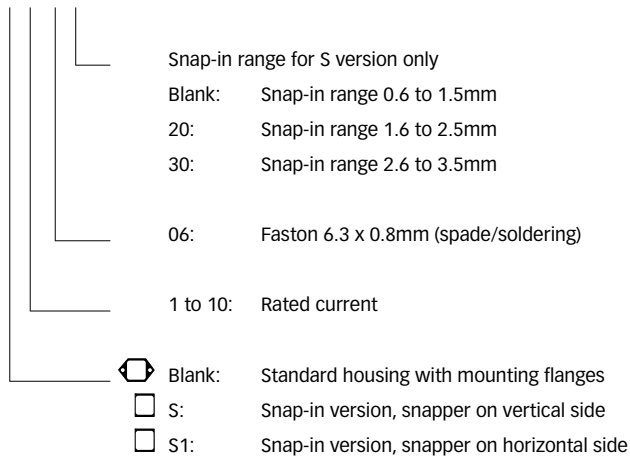 Snap-in range for S version only
Blank: Snap-in range 0.6 to 1.5mm
20: Snap-in range 1.6 to 2.5mm
30: Snap-in range 2.6 to 3.5mm
06: Faston 6.3 x 0.8mm (spade/soldering)
1 to 10: Rated current
Blank: Standard housing with mounting flanges
S: Snap-in version, snapper on vertical side
S1: Snap-in version, snapper on horizontal side